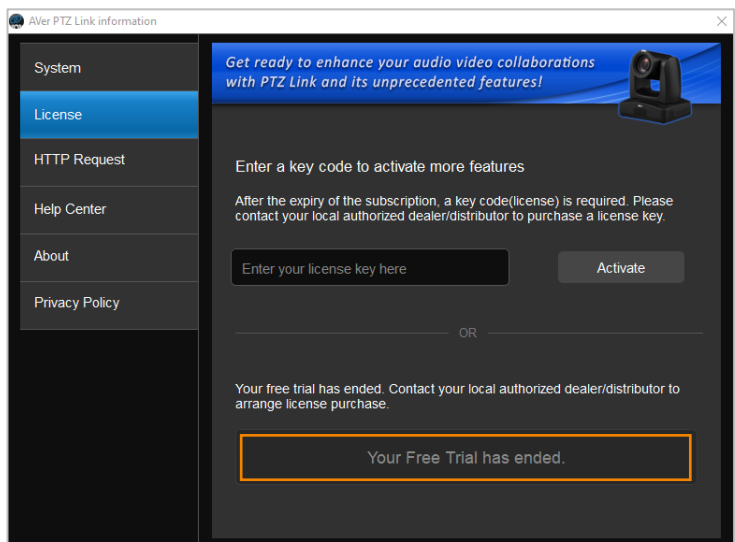 AVer PTZ Link information
System
License
HTTP Request
Help Center
About
Privacy Policy
Get ready to enhance your audio video collaborations
with PTZ Link and its unprecedented features!
Enter a key code to activate more features
After the expiry of the subscription, a key code(license) is required. Please
contact your local authorized dealer/distributor to purchase a license key.
Enter your license key here
Activate
OR
Your free trial has ended. Contact your local authorized dealer/distributor to
arrange license purchase.
Your Free Trial has ended.